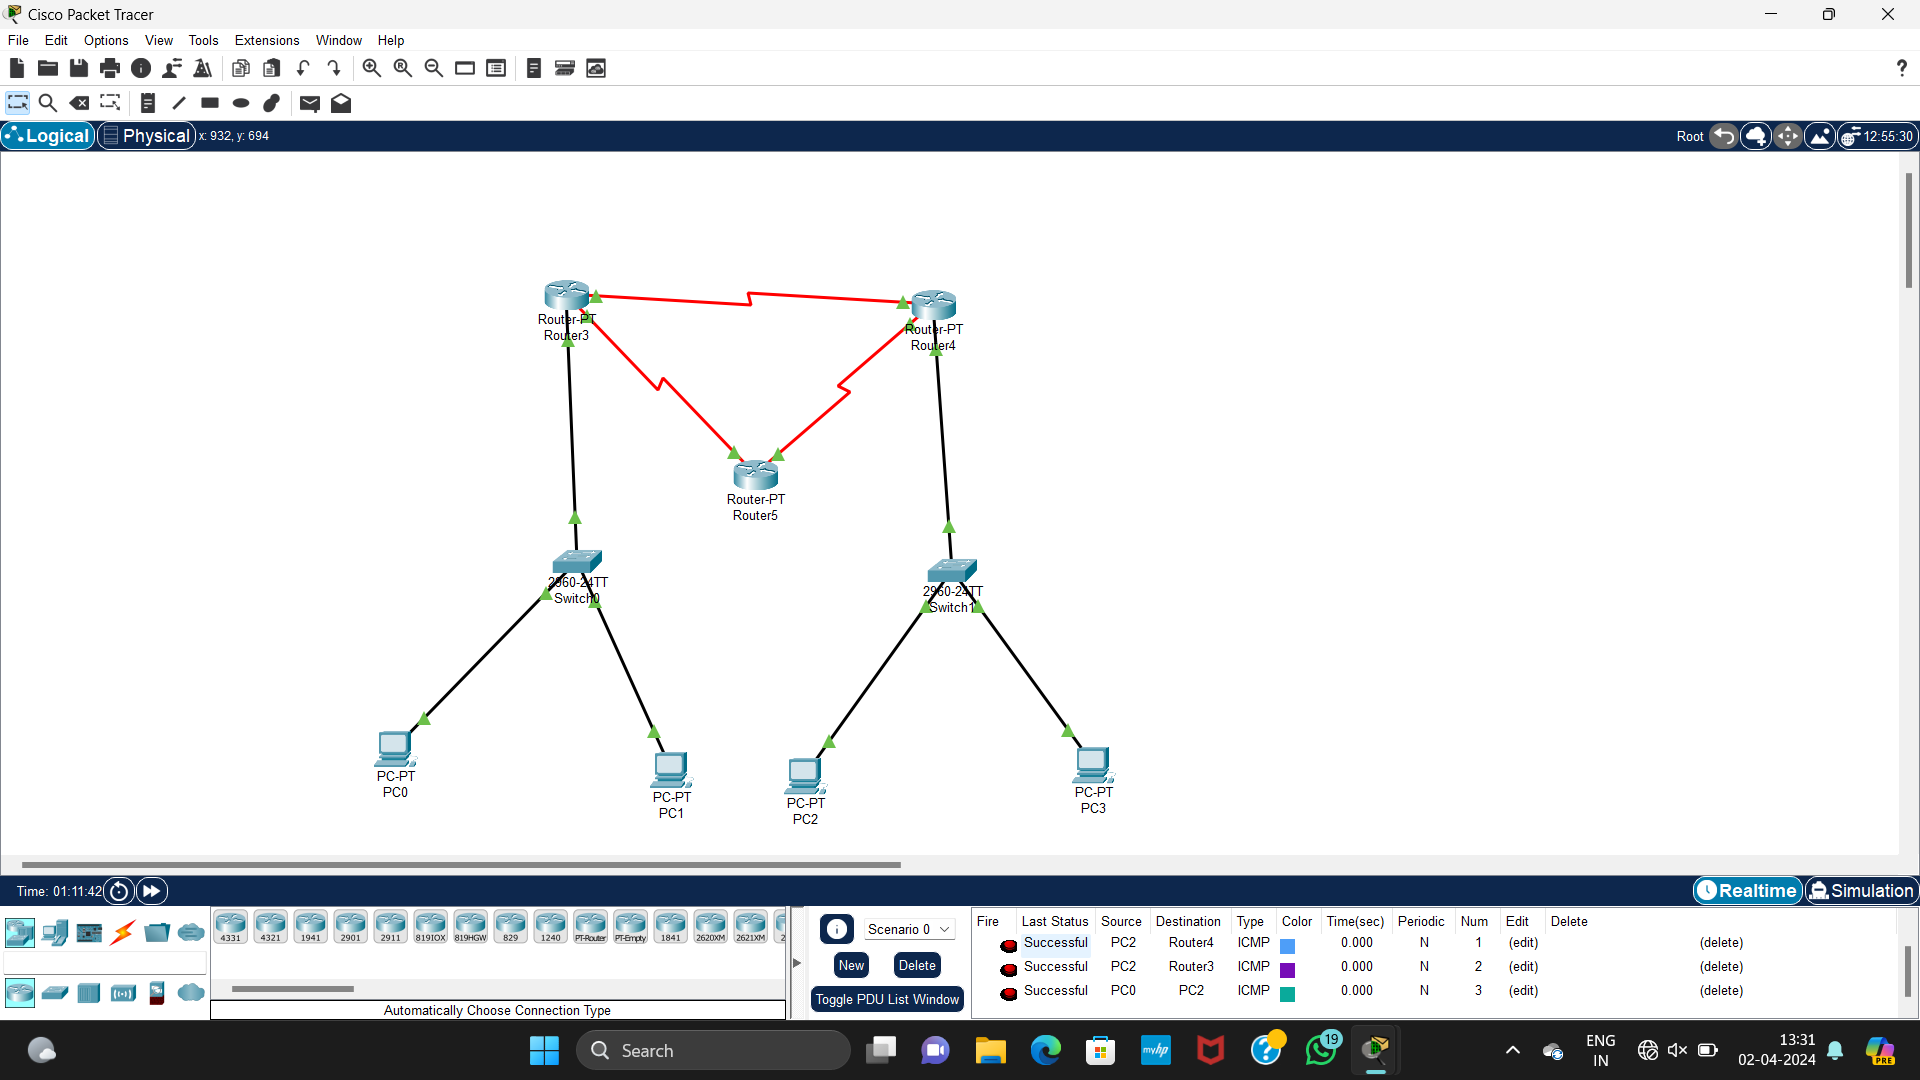 Cisco Packet Tracer
File Edit Options View Tools Extensions Window Help
?
Logical Physical x: 932, y: 694 Root 12:55:30
Router-PT
Router3
Router-PT
Router4
Router-PT
Router5
2960-24TT
Switch0
2960-24TT
Switch1
PC-PT
PC0
PC-PT
PC1
PC-PT
PC2
PC-PT
PC3
Time: 01:11:42 Realtime Simulation
4331 4321 1941 2901 2911 819IOX 819HGW 829 1240 PT-Router PT-Empty 1841 2620XM 2621XM 2
Automatically Choose Connection Type
Scenario 0
New Delete
Toggle PDU List Window
Fire Last Status Source Destination Type Color Time(sec) Periodic Num Edit Delete
Successful PC2 Router4 ICMP 0.000 N 1 (edit) (delete)
Successful PC2 Router3 ICMP 0.000 N 2 (edit) (delete)
Successful PC0 PC2 ICMP 0.000 N 3 (edit) (delete)
Search
myhp
19
ENG
IN
13:31
02-04-2024
PRE